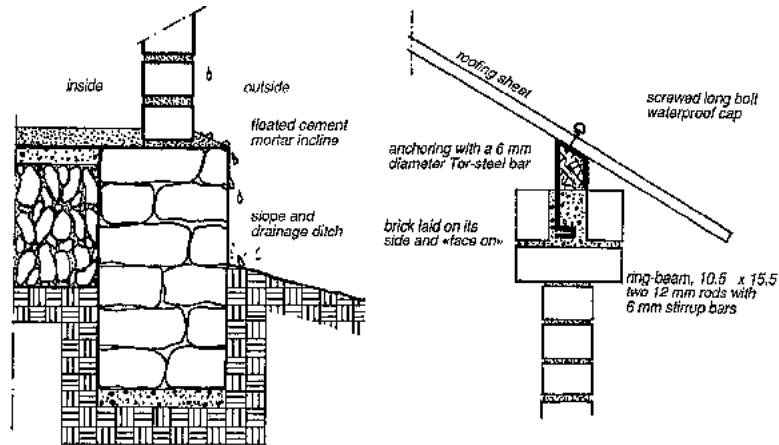 inside
outside
floated cement
mortar incline
slope and
drainage ditch
roofing sheet
screwed long bolt
waterproof cap
anchoring with a 6 mm
diameter Tor-steel bar
brick laid on its
side and «face on»
ring-beam, 10.5 x 15.5
two 12 mm rods with
6 mm stirrup bars